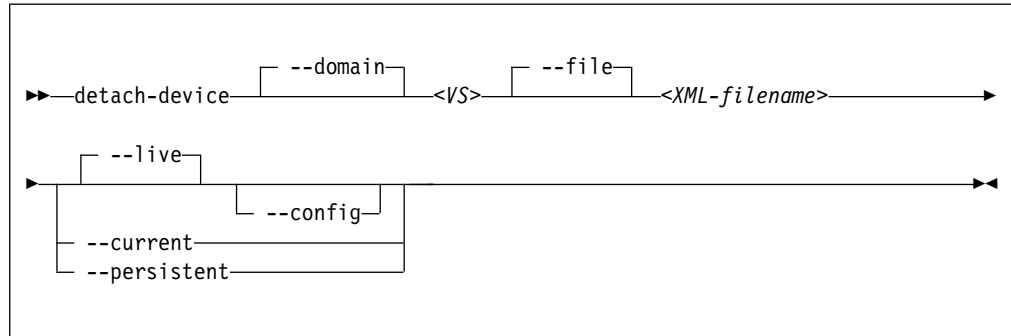 --domain --file
detach-device <VS> <XML-filename>
--live
--config
--current
--persistent